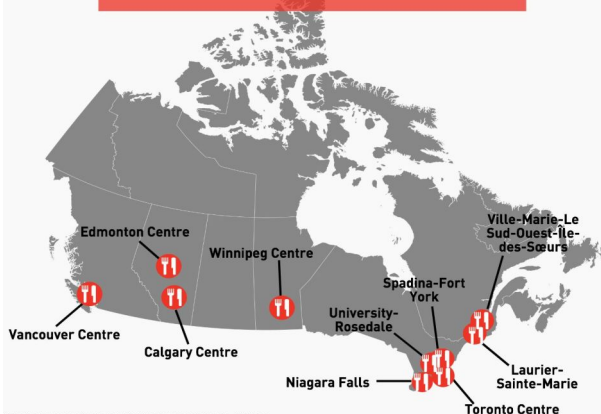 Ville-Marie-Le
Sud-Ouest-Île-
des-Sœurs
Edmonton Centre
Winnipeg Centre
Spadina-Fort
York
University-
Rosedale
Vancouver Centre
Calgary Centre
Niagara Falls
Laurier-
Sainte-Marie
Toronto Centre